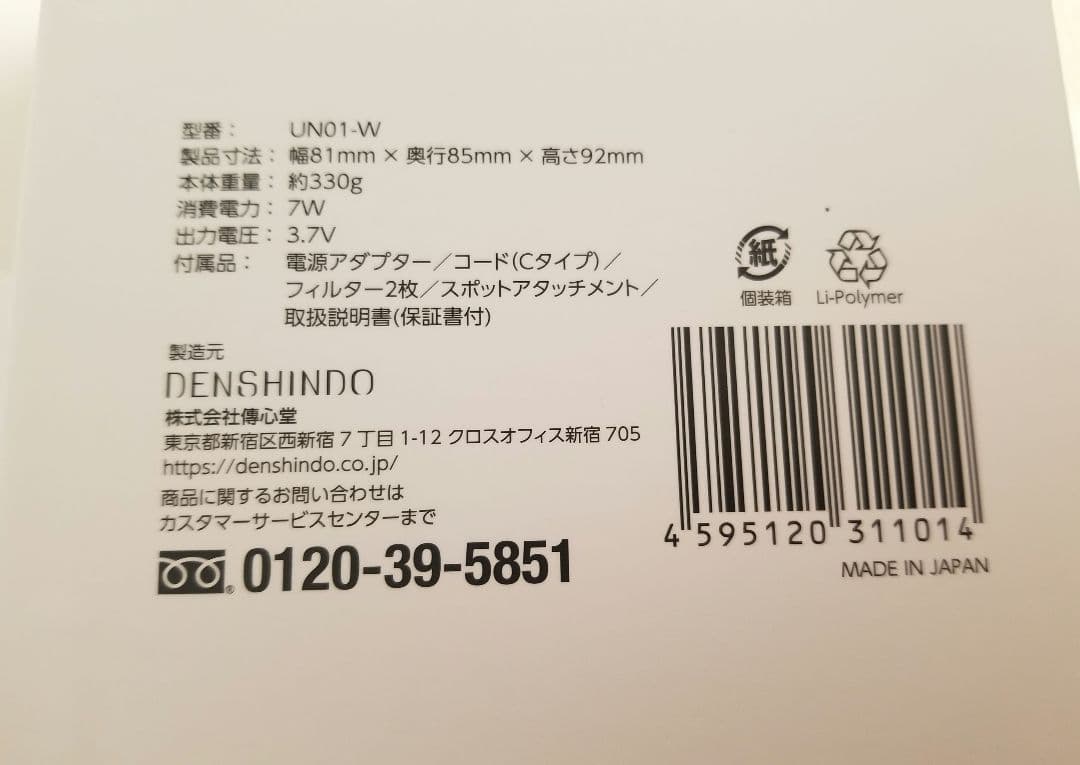 型番： UN01-W
製品寸法： 幅81mm × 奥行85mm × 高さ92mm
本体重量： 約330g
消費電力： 7W
出力電圧： 3.7V
付属品： 電源アダプター／コード(Cタイプ)／
フィルター2枚／スポットアタッチメント／
取扱説明書(保証書付)
製造元
DENSHINDO
株式会社傳心堂
東京都新宿区西新宿7丁目1-12 クロスオフィス新宿705
https://denshindo.co.jp/
商品に関するお問い合わせは
カスタマーサービスセンターまで
® 0120-39-5851
紙
個装箱
Li-Polymer
4 595120 311014
MADE IN JAPAN